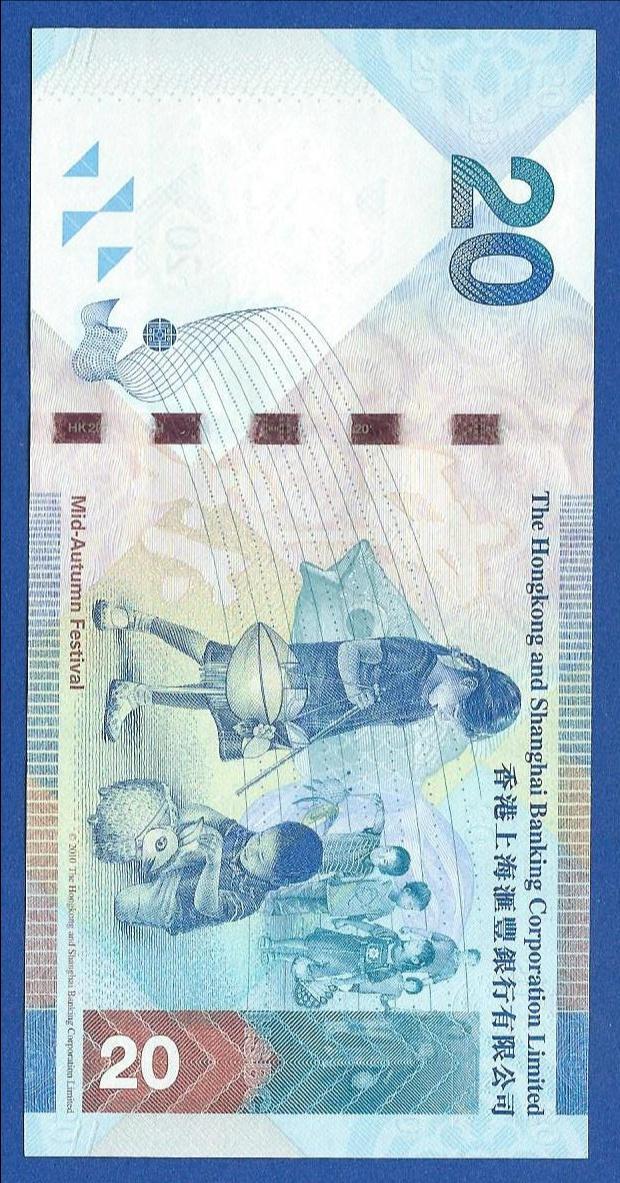 20
The Hongkong and Shanghai Banking Corporation Limited
香港上海滙豐銀行有限公司
HK20
20
Mid-Autumn Festival
© 2010 The Hongkong and Shanghai Banking Corporation Limited
20